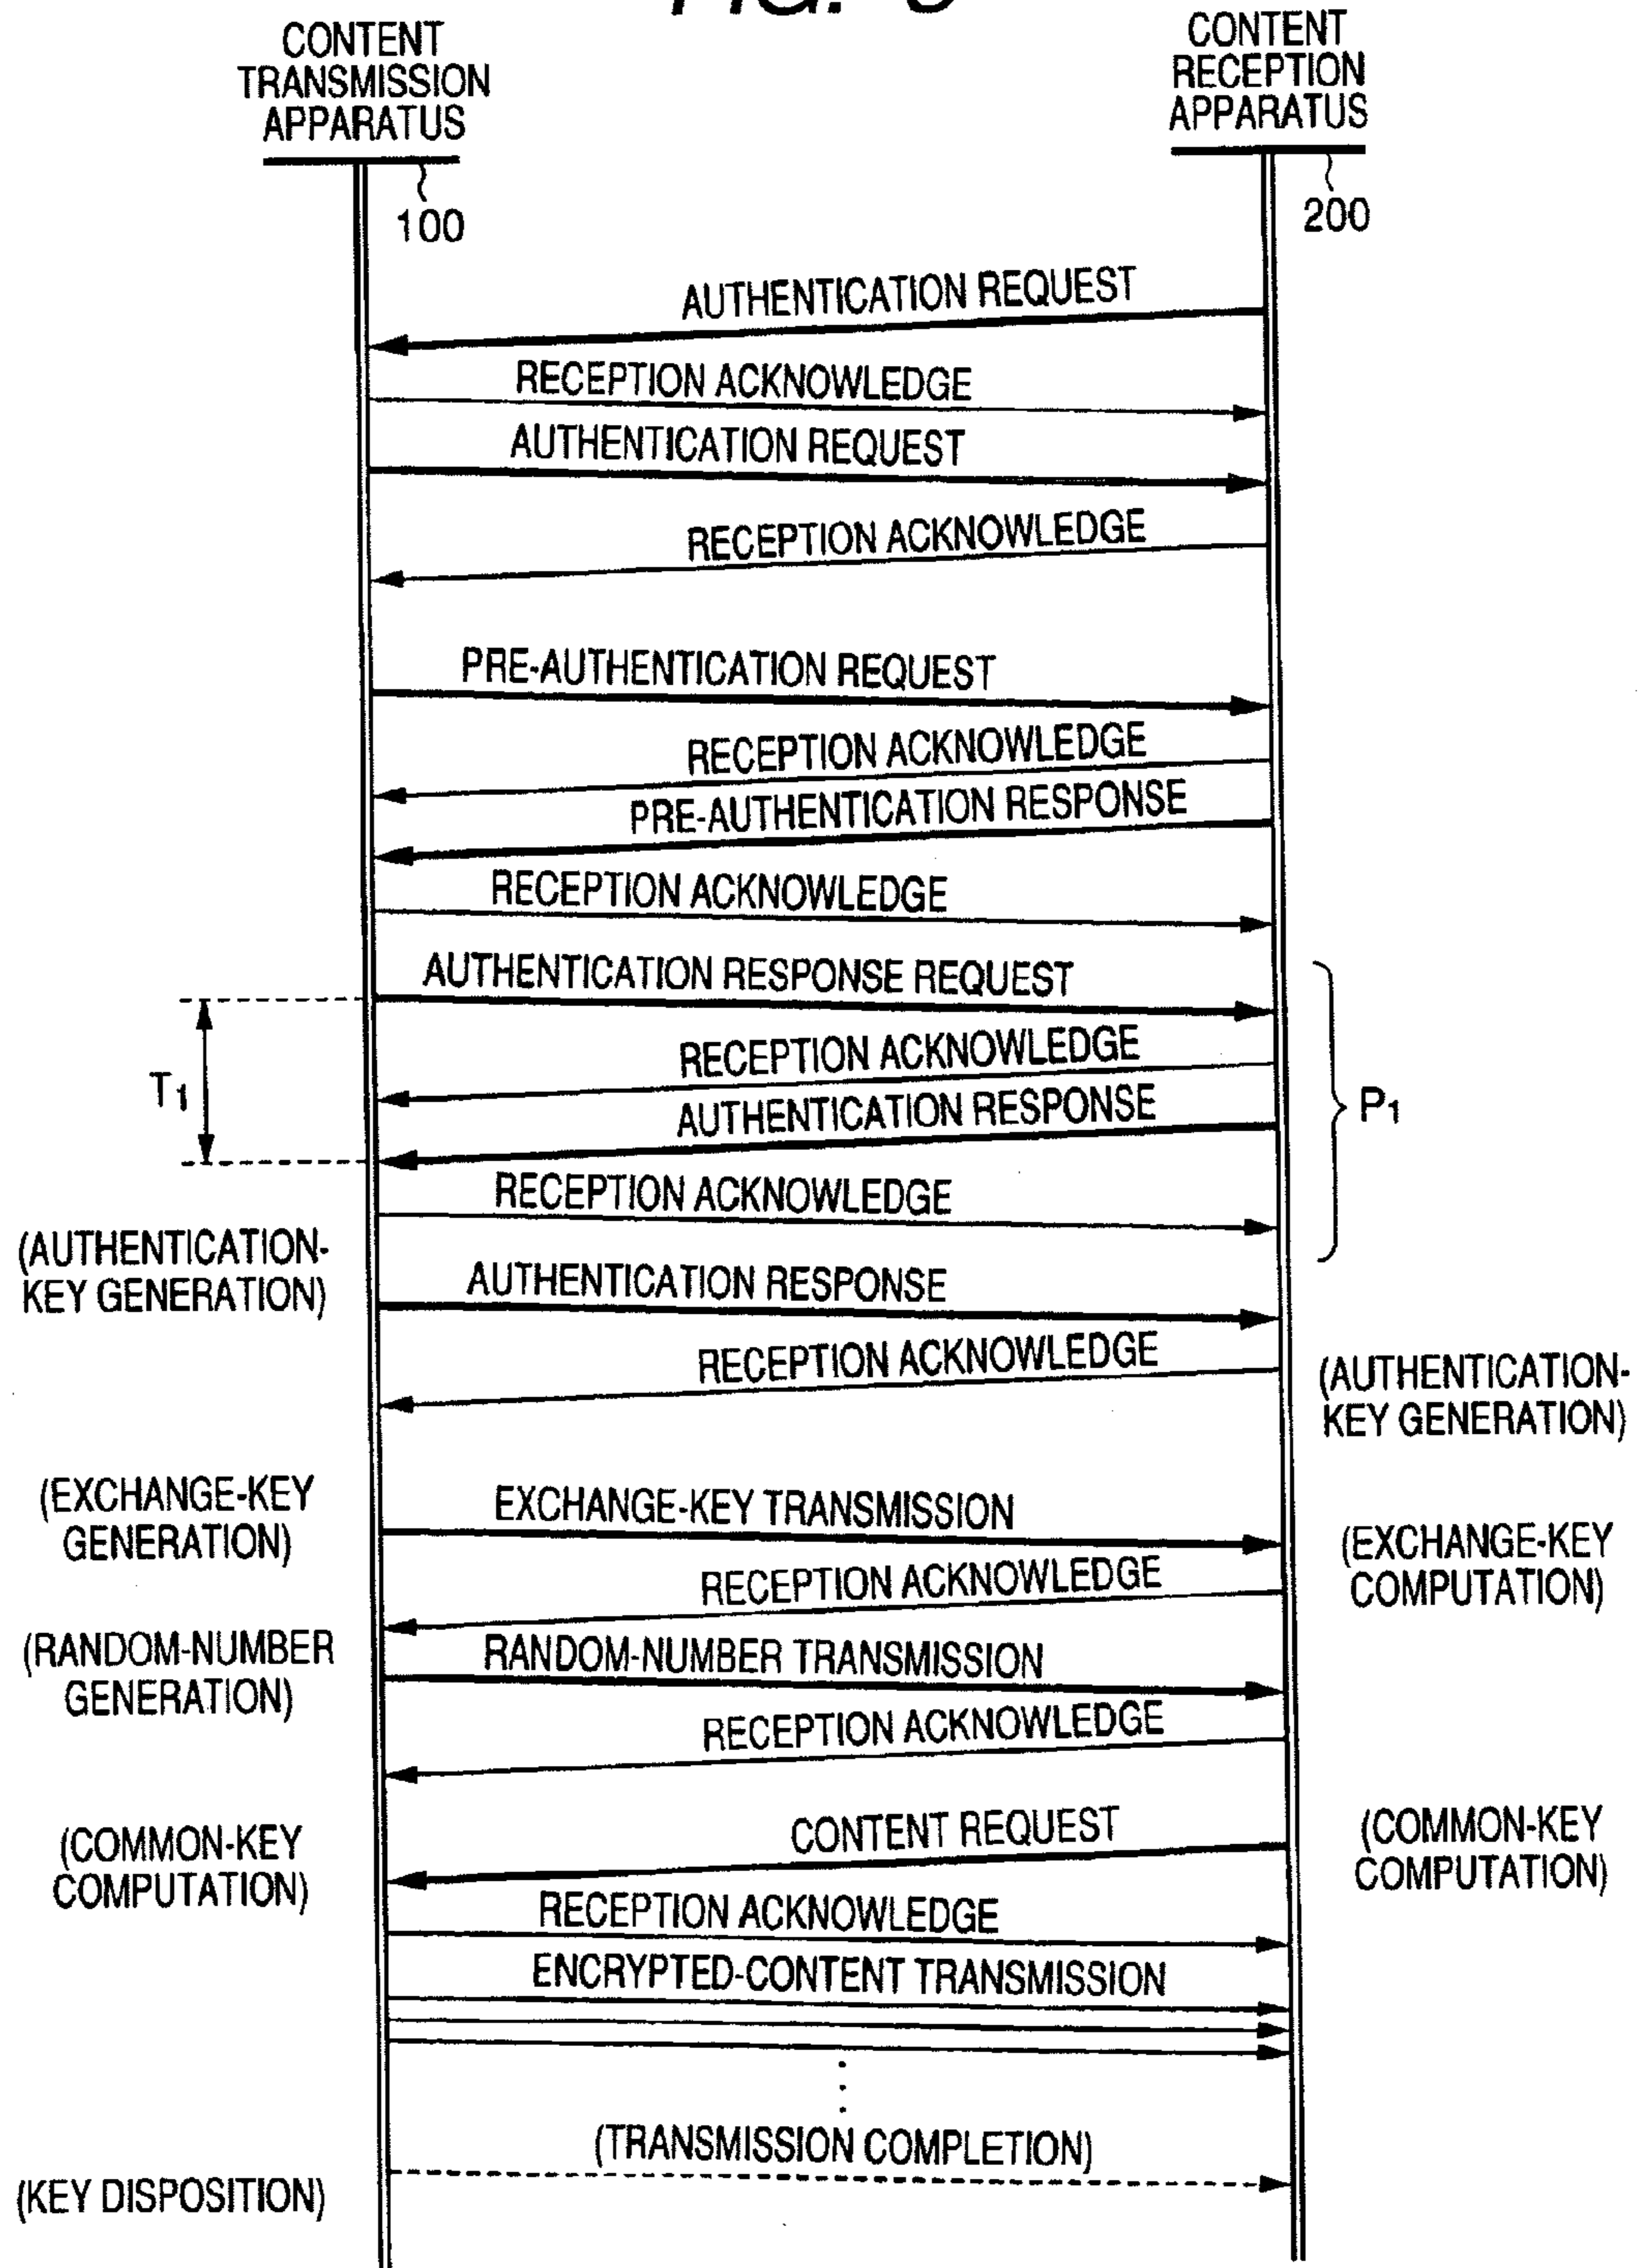 CONTENT
TRANSMISSION
APPARATUS
100
CONTENT
RECEPTION
APPARATUS
200
AUTHENTICATION REQUEST
RECEPTION ACKNOWLEDGE
AUTHENTICATION REQUEST
RECEPTION ACKNOWLEDGE
PRE-AUTHENTICATION REQUEST
RECEPTION ACKNOWLEDGE
PRE-AUTHENTICATION RESPONSE
RECEPTION ACKNOWLEDGE
AUTHENTICATION RESPONSE REQUEST
RECEPTION ACKNOWLEDGE
T1
AUTHENTICATION RESPONSE
P1
RECEPTION ACKNOWLEDGE
(AUTHENTICATION-
KEY GENERATION)
AUTHENTICATION RESPONSE
RECEPTION ACKNOWLEDGE
(AUTHENTICATION-
KEY GENERATION)
(EXCHANGE-KEY
GENERATION)
EXCHANGE-KEY TRANSMISSION
(EXCHANGE-KEY
COMPUTATION)
RECEPTION ACKNOWLEDGE
(RANDOM-NUMBER
GENERATION)
RANDOM-NUMBER TRANSMISSION
RECEPTION ACKNOWLEDGE
(COMMON-KEY
COMPUTATION)
CONTENT REQUEST
(COMMON-KEY
COMPUTATION)
RECEPTION ACKNOWLEDGE
ENCRYPTED-CONTENT TRANSMISSION
(TRANSMISSION COMPLETION)
(KEY DISPOSITION)